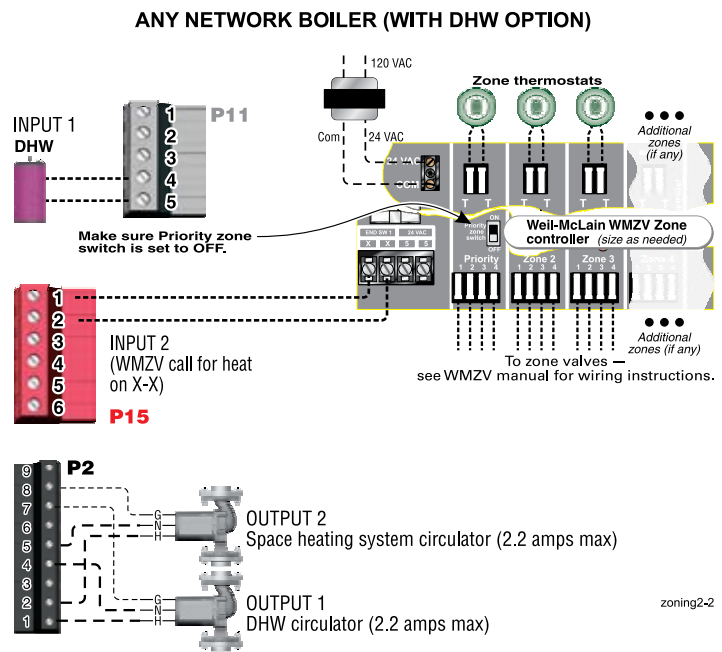 ANY NETWORK BOILER (WITH DHW OPTION)
120 VAC
Zone thermostats
Com
24 VAC
Additional
zones
(if any)
INPUT 1
DHW
1
2
3
4
5
P11
24 VAC
COM
T T
T T
T T
Make sure Priority zone
switch is set to OFF.
Priority
zone
switch
ON
OFF
Weil-McLain WMZV Zone
controller (size as needed)
END SW 1
24 VAC
X X 5 5
Priority
1 2 3 4
Zone 2
1 2 3 4
Zone 3
1 2 3 4
Zone 4
1
2
3
4
5
6
P15
INPUT 2
(WMZV call for heat
on X-X)
Additional
zones (if any)
To zone valves —
see WMZV manual for wiring instructions.
P2
9
8
7
6
5
4
3
2
1
G
N
H
OUTPUT 2
Space heating system circulator (2.2 amps max)
G
N
H
OUTPUT 1
DHW circulator (2.2 amps max)
zoning2-2